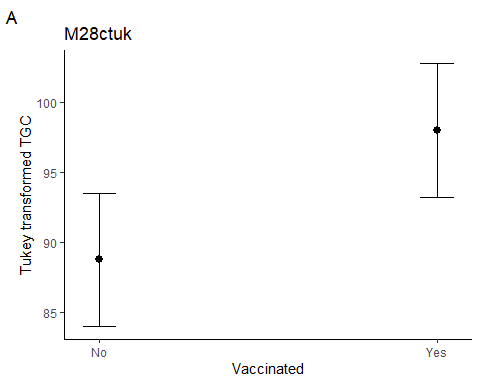 A
M28ctuk
Tukey transformed TGC
100
95
90
85
No
Yes
Vaccinated